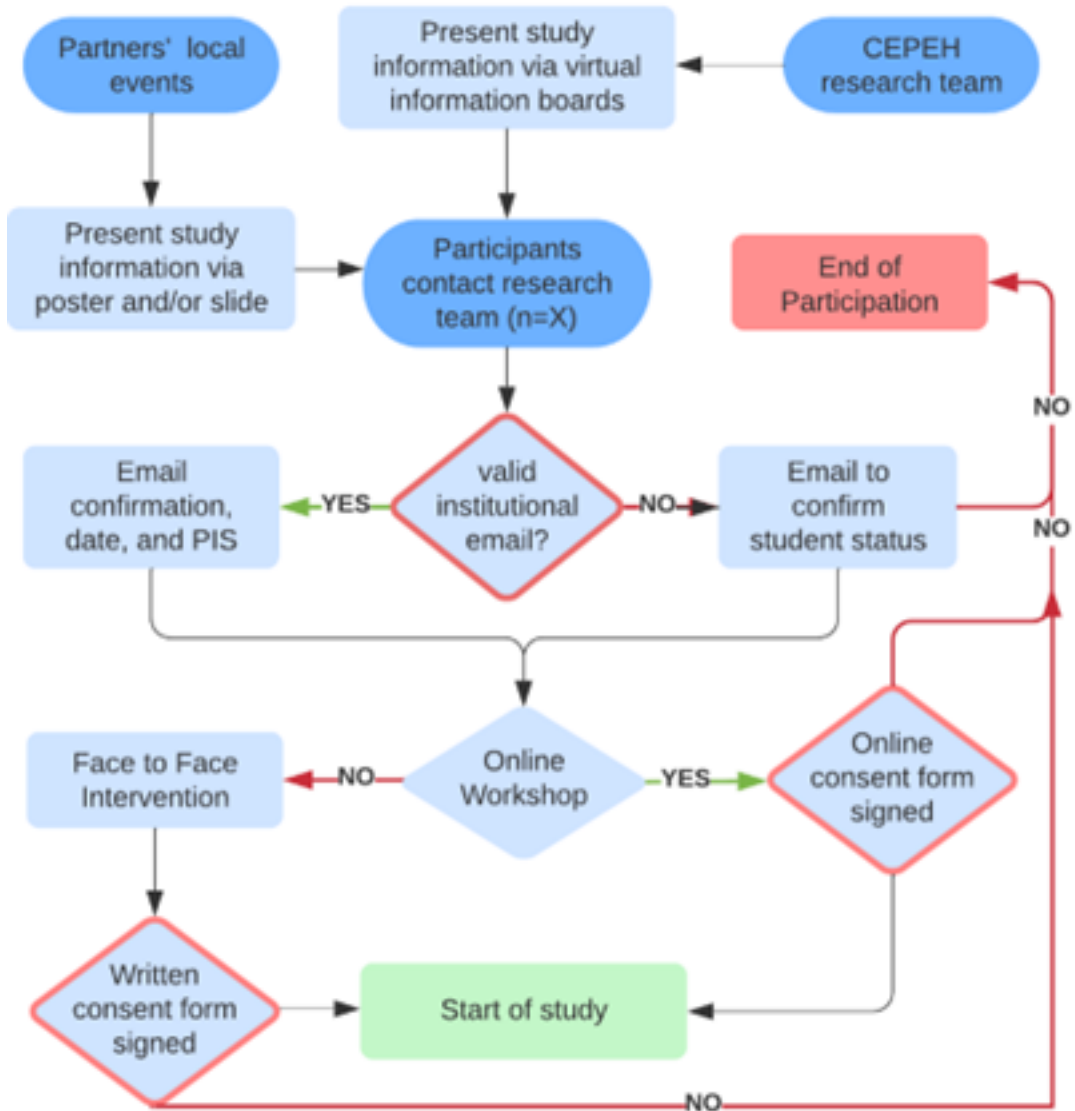 Partners' local
events
Present study
information via virtual
information boards
CEPEH
research team
Present study
information via
poster and/or slide
Participants
contact research
team (n=X)
End of
Participation
NO
Email
confirmation,
date, and PIS
YES
valid
institutional
email?
NO
Email to
confirm
student status
NO
Face to Face
Intervention
NO
Online
Workshop
YES
Online
consent form
signed
Written
consent form
signed
Start of study
NO